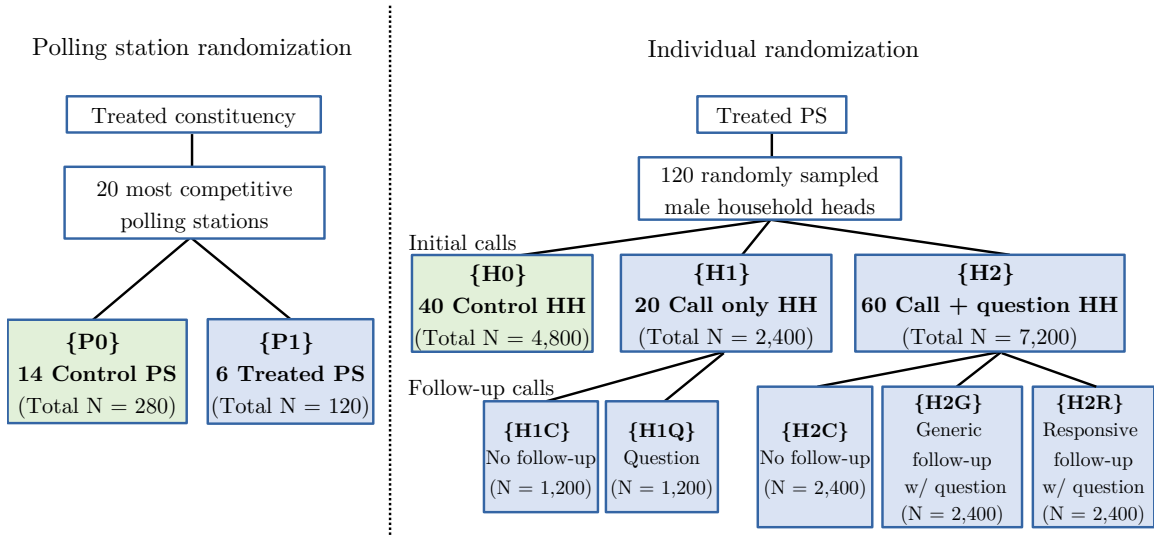 Polling station randomization
Treated constituency
20 most competitive
polling stations
{P0}
14 Control PS
(Total N = 280)
{P1}
6 Treated PS
(Total N = 120)
Individual randomization
Treated PS
120 randomly sampled
male household heads
Initial calls
{H0}
40 Control HH
(Total N = 4,800)
{H1}
20 Call only HH
(Total N = 2,400)
{H2}
60 Call + question HH
(Total N = 7,200)
Follow-up calls
{H1C}
No follow-up
(N = 1,200)
{H1Q}
Question
(N = 1,200)
{H2C}
No follow-up
(N = 2,400)
{H2G}
Generic
follow-up
w/ question
(N = 2,400)
{H2R}
Responsive
follow-up
w/ question
(N = 2,400)